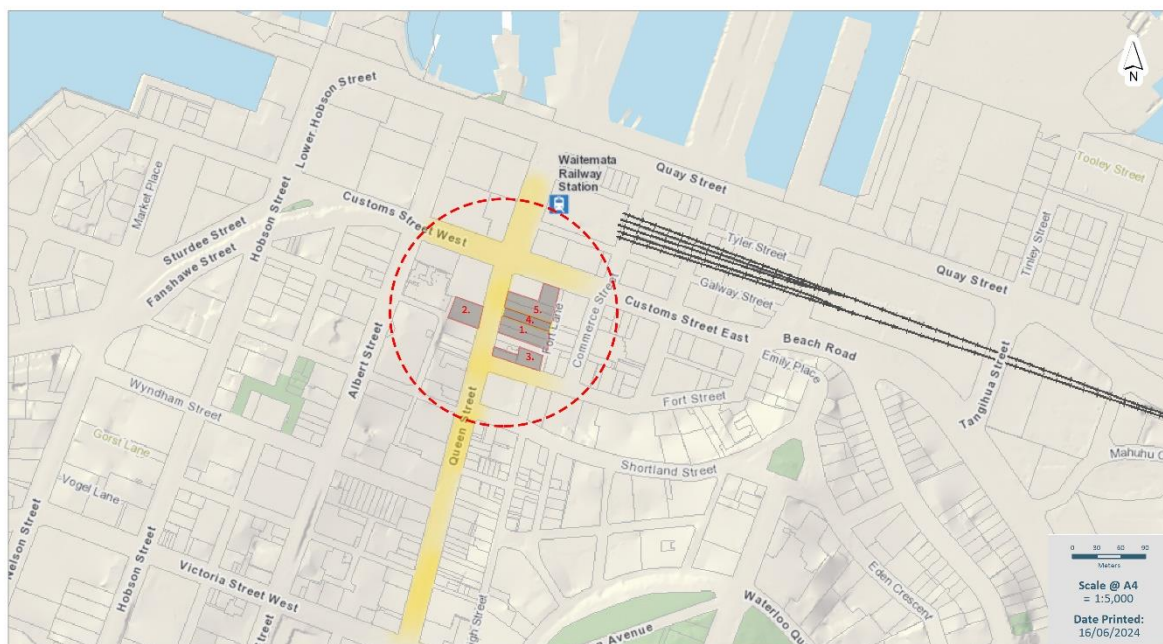 N
Lower Hobson Street
Waitemata
Railway
Station
Quay Street
Tooley Street
Market Place
Hobson Street
Customs Street West
Sturdee Street
Fanshawe Street
Tyler Street
Tinley Street
Quay Street
Galway Street
Commerce Street
Customs Street East
2.
5.
4.
1.
3.
Fort Lane
Beach Road
Emily Place
Albert Street
Wyndham Street
Fort Street
Tangihua Street
Queen Street
Gorst Lane
Shortland Street
Mahuhu C
Vogel Lane
Nelson Street
Hobson Street
Victoria Street West
Eden Crescent
Waterloo Qu
Avenue
0 30 60 90
Meters
Scale @ A4
= 1:5,000
Date Printed:
16/06/2024